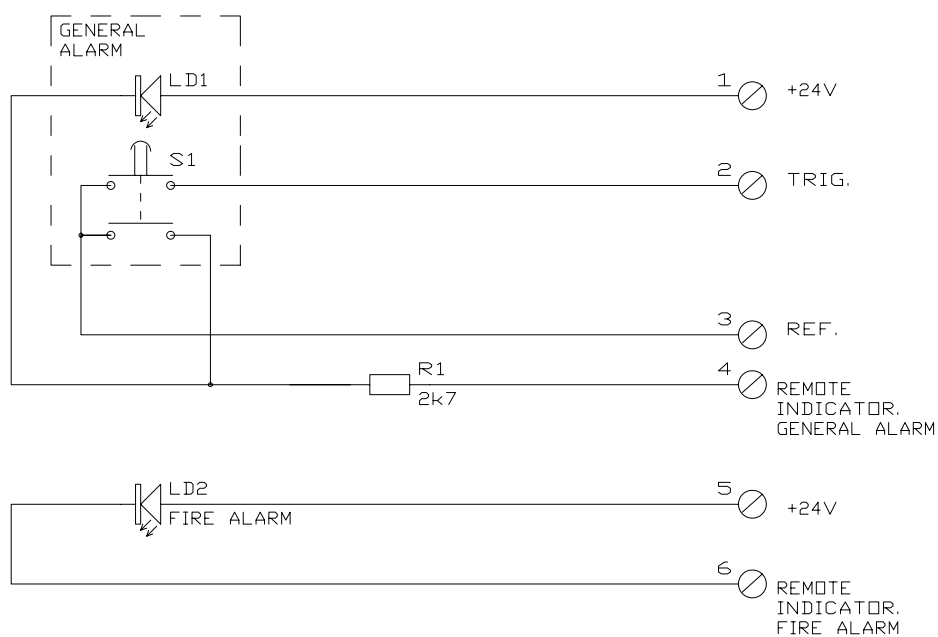 GENERAL
ALARM
LD1
1
+24V
S1
2
TRIG.
3
REF.
R1
2k7
4
REMOTE
INDICATOR.
GENERAL ALARM
LD2
FIRE ALARM
5
+24V
6
REMOTE
INDICATOR.
FIRE ALARM